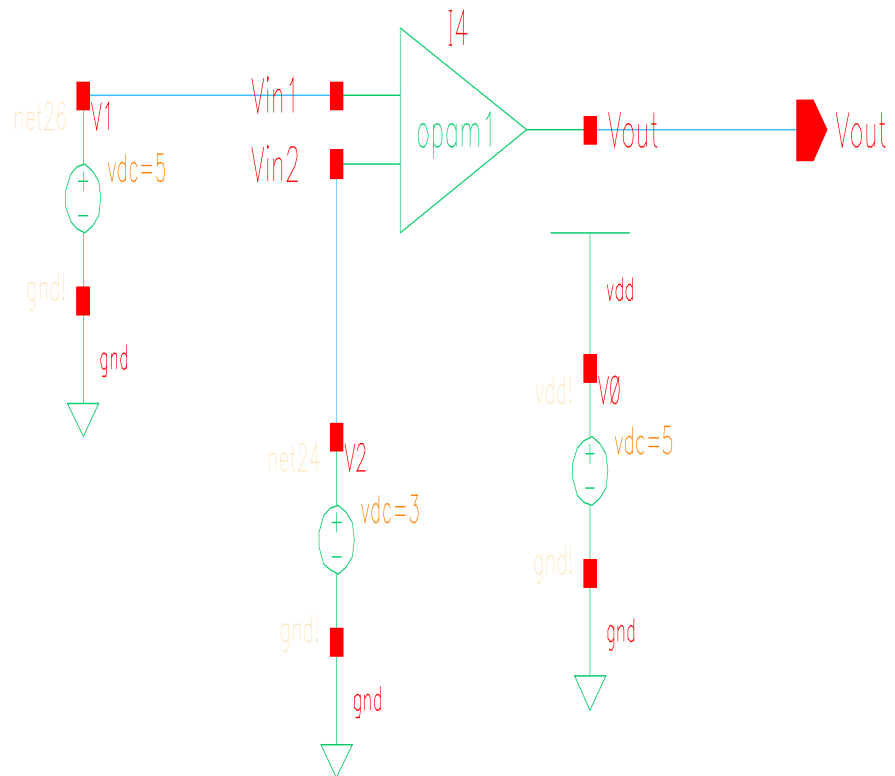 I4
Vin1
net26
V1
opam1
Vout
Vout
Vin2
vdc=5
gnd!
vdd
gnd
vdd!
VØ
vdc=5
net24
V2
vdc=3
gnd!
gnd!
gnd
gnd